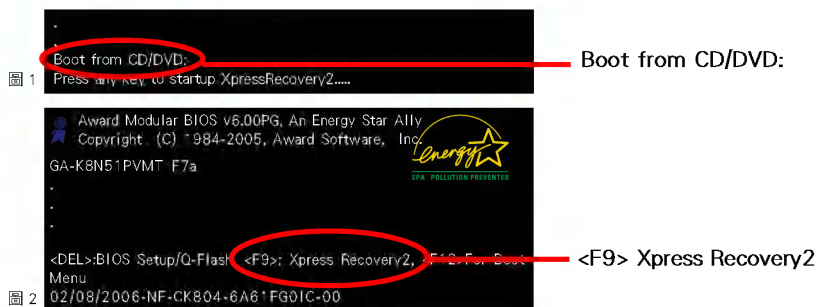 .
.
Boot from CD/DVD:
Press any key to startup XpressRecovery2.....
圖 1
Boot from CD/DVD:
Award Modular BIOS v6.00PG, An Energy Star Ally
Copyright (C) 1984-2005, Award Software, Inc.
energy
EPA POLLUTION PREVENTER
GA-K8N51PVMT F7a
.
.
.
<DEL>:BIOS Setup/Q-Flash, <F9>: Xpress Recovery2, <F12>For Boot
Menu
02/08/2006-NF-CK804-6A61FG0IC-00
圖 2
<F9> Xpress Recovery2